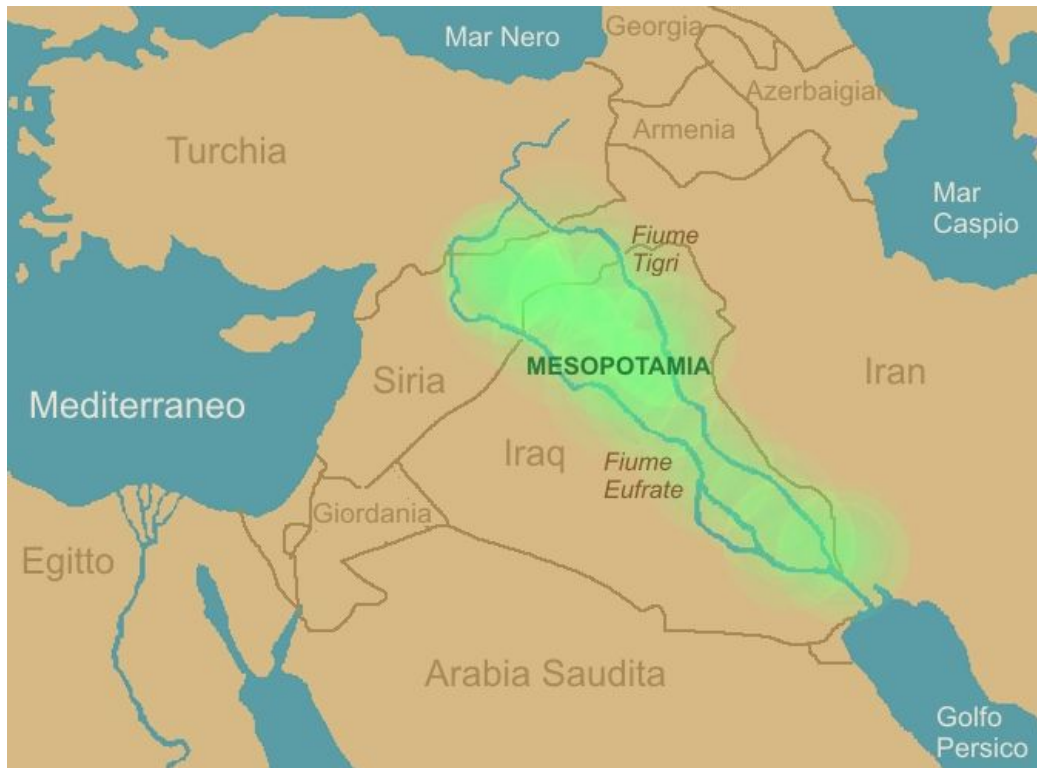 Mar Nero
Georgia
Azerbaigian
Armenia
Turchia
Mar
Caspio
Fiume
Tigri
MESOPOTAMIA
Siria
Iran
Mediterraneo
Iraq
Fiume
Eufrate
Giordania
Egitto
Arabia Saudita
Golfo
Persico